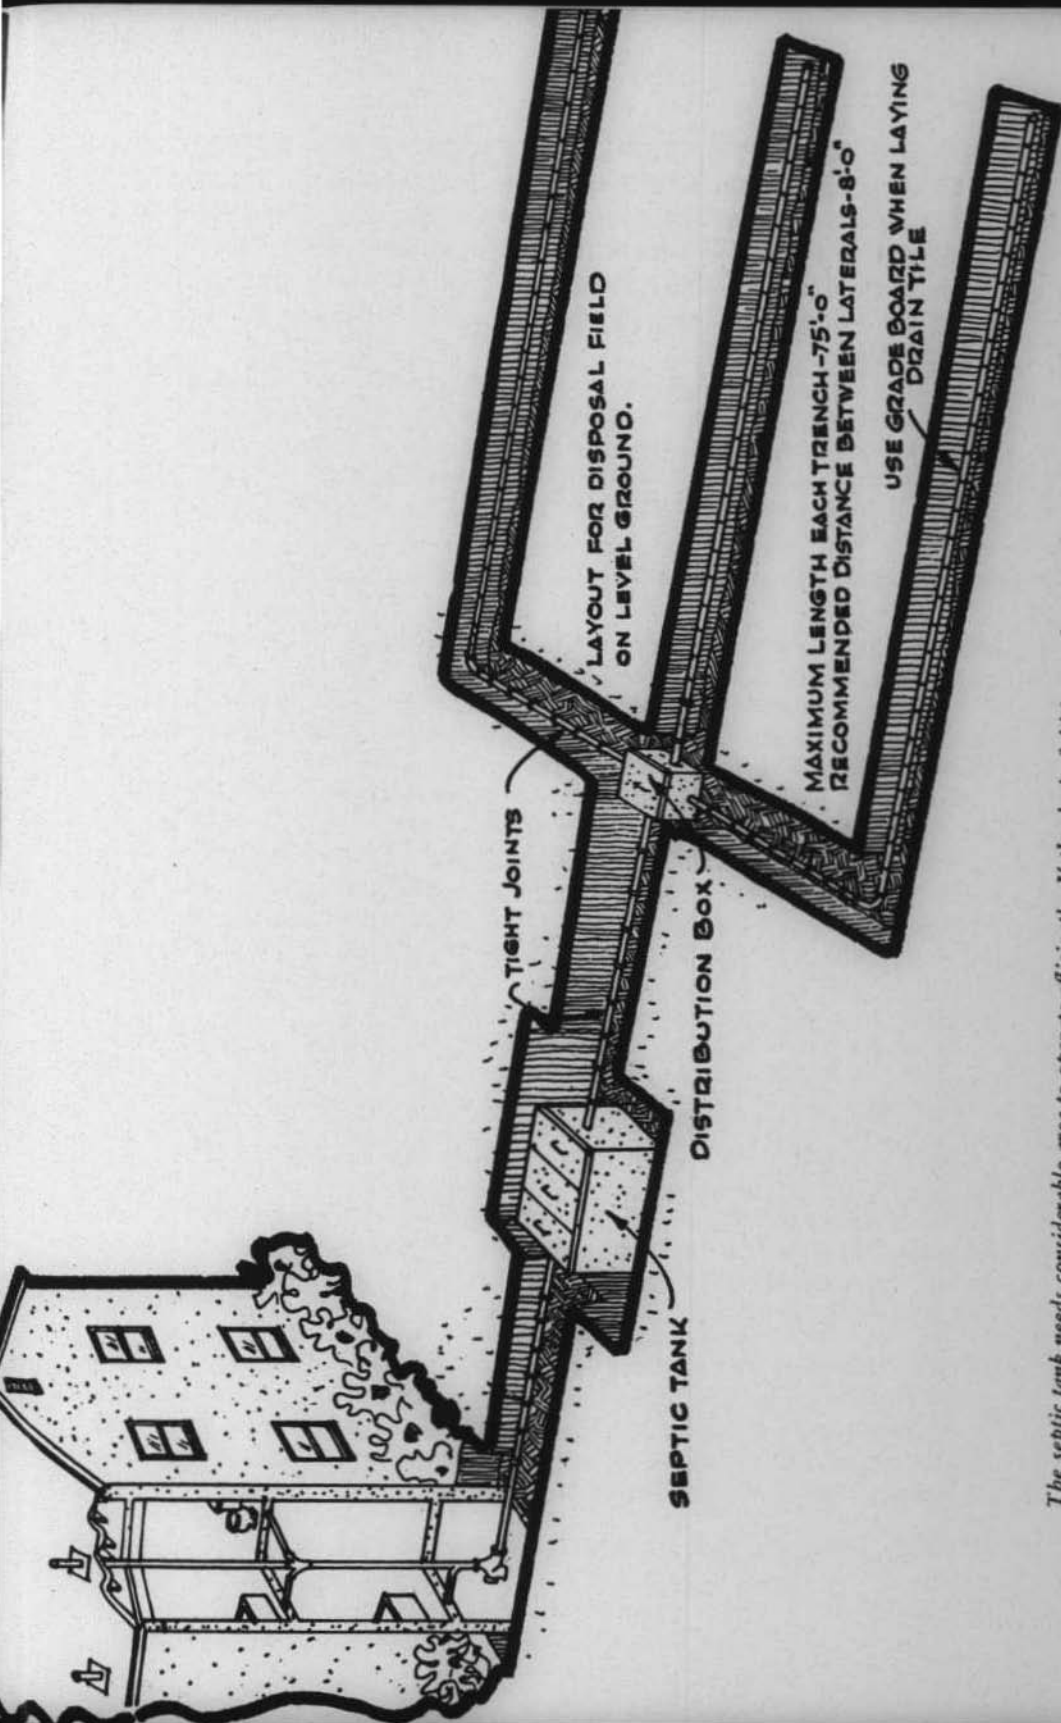 TIGHT JOINTS
LAYOUT FOR DISPOSAL FIELD
ON LEVEL GROUND.
SEPTIC TANK
DISTRIBUTION BOX
MAXIMUM LENGTH EACH TRENCH-75'-0"
RECOMMENDED DISTANCE BETWEEN LATERALS-8'-0"
USE GRADE BOARD WHEN LAYING
DRAIN TILE
The septic tank needs considerable